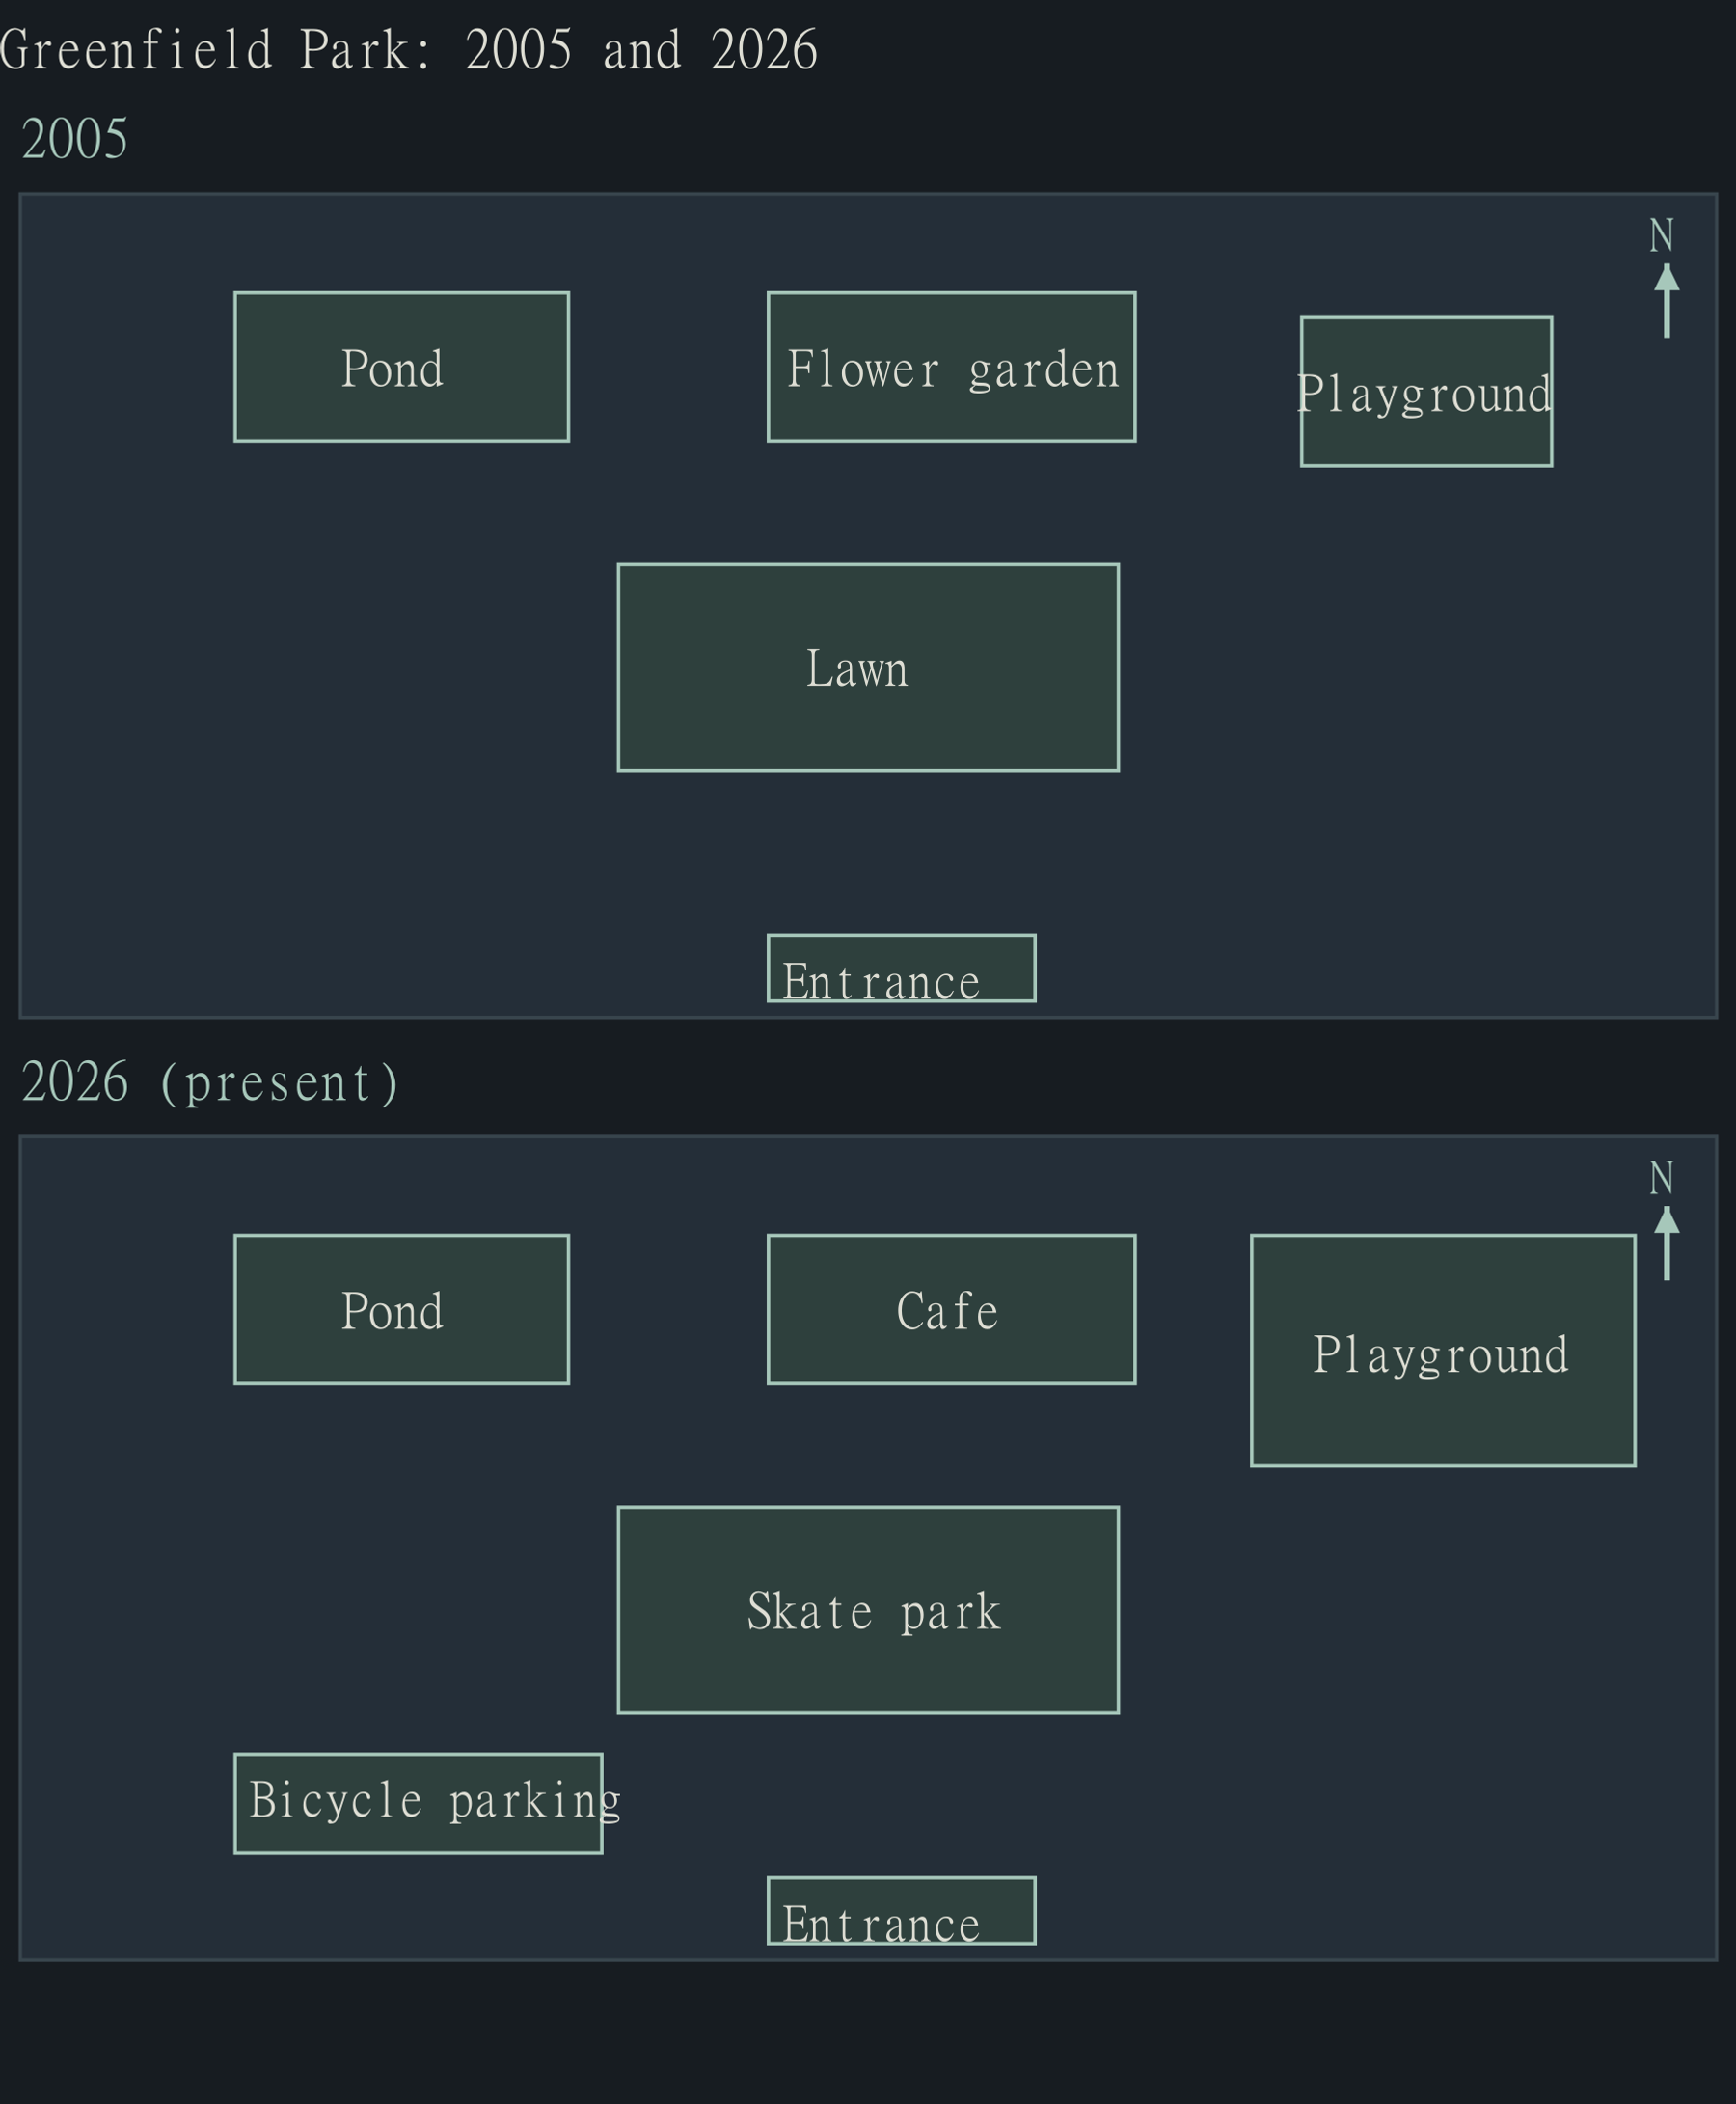 Greenfield Park: 2005 and 2026
2005
N
Pond
Flower garden
Playground
Lawn
Entrance
2026 (present)
N
Pond
Cafe
Playground
Skate park
Bicycle parking
Entrance